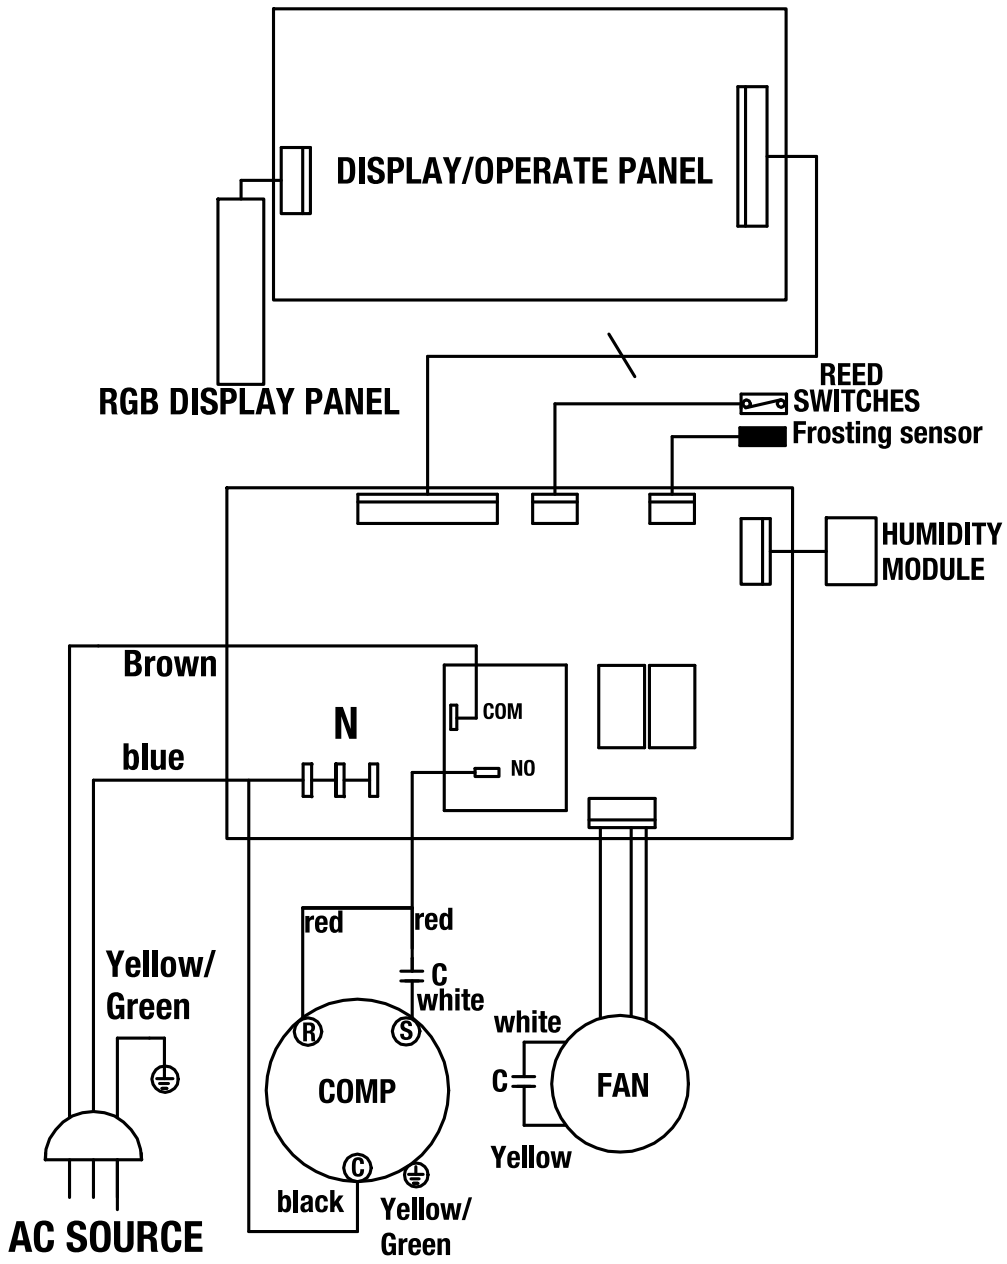 DISPLAY/OPERATE PANEL
RGB DISPLAY PANEL
REED
SWITCHES
Frosting sensor
HUMIDITY
MODULE
Brown
COM
N
blue
NO
red
red
Yellow/
Green
C
white
R
S
white
COMP
C
FAN
C
Yellow
black
Yellow/
Green
AC SOURCE